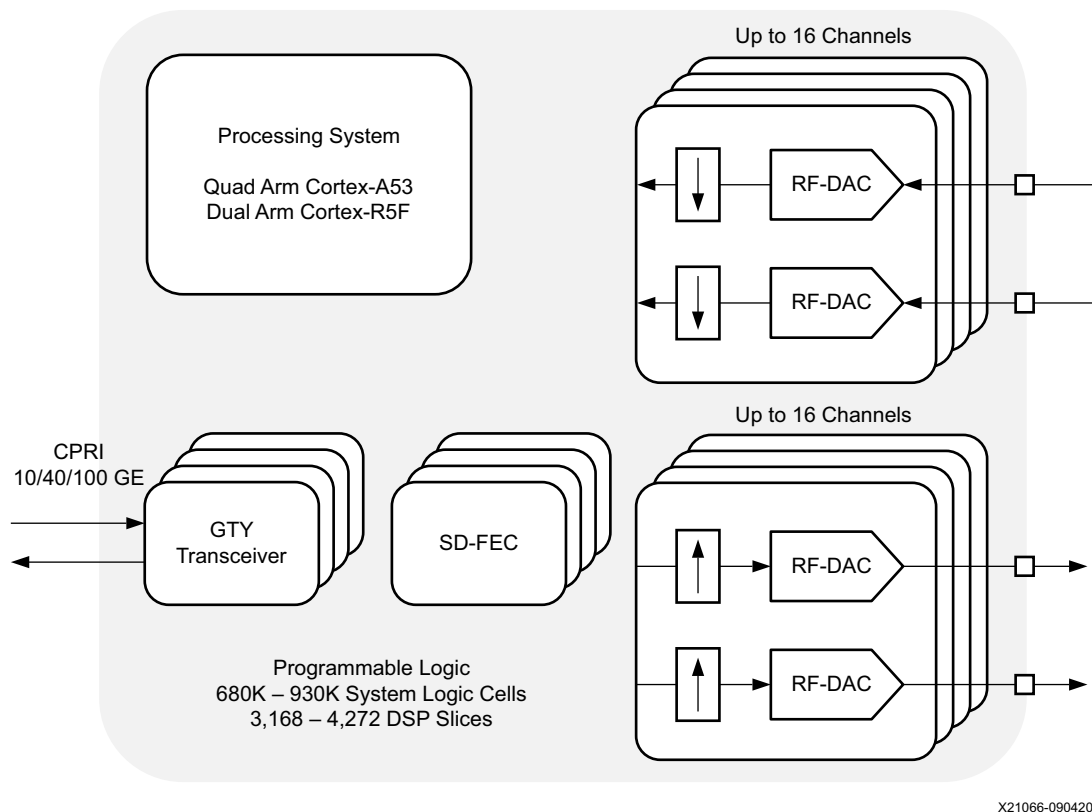 Up to 16 Channels
Processing System
Quad Arm Cortex-A53
Dual Arm Cortex-R5F
RF-DAC
RF-DAC
Up to 16 Channels
CPRI
10/40/100 GE
GTY
Transceiver
SD-FEC
RF-DAC
RF-DAC
Programmable Logic
680K – 930K System Logic Cells
3,168 – 4,272 DSP Slices
X21066-090420